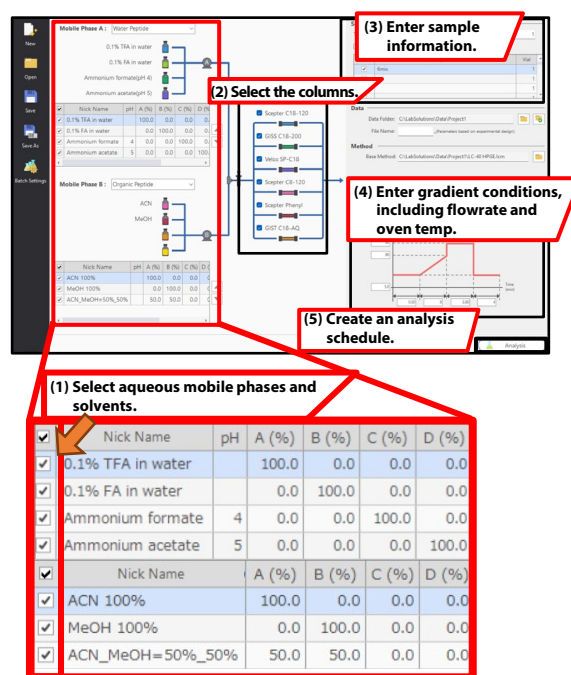 Mobile Phase A : Water Peptide
0.1% TFA in water
0.1% FA in water
Ammonium formate(pH 4)
Ammonium acetate(pH 5)
A
Nick Name pH A (%) B (%) C (%) D (%)
0.1% TFA in water 100.0 0.0 0.0 0.
0.1% FA in water 0.0 100.0 0.0 0.
Ammonium formate 4 0.0 0.0 100.0 0.
Ammonium acetate 5 0.0 0.0 0.0 100.
Mobile Phase B : Organic Peptide
ACN
MeOH
B
Nick Name pH A (%) B (%) C (%) D (
ACN 100% 100.0 0.0 0.0
MeOH 100% 0.0 100.0 0.0
ACN_MeOH=50%_50% 50.0 50.0 0.0
New
Open
Save
Save As
Batch Settings
(2) Select the columns.
Scepter C18-120
GISS C18-200
Velox SP-C18
Scepter C8-120
Scepter Phenyl
GIST C18-AQ
(3) Enter sample
information.
Vial
1
1
1
Data
Data Folder: C:\LabSolutions\Data\Project1
File Name: (Parameters based on experimental design)
Method
Base Method: C:\LabSolutions\Data\Project1\LC-40 HPGE.lcm
(4) Enter gradient conditions,
including flowrate and
oven temp.
Time
(min)
(5) Create an analysis
schedule.
Analysis
(1) Select aqueous mobile phases and
solvents.
Nick Name pH A (%) B (%) C (%) D (%)
0.1% TFA in water 100.0 0.0 0.0 0.0
0.1% FA in water 0.0 100.0 0.0 0.0
Ammonium formate 4 0.0 0.0 100.0 0.0
Ammonium acetate 5 0.0 0.0 0.0 100.0
Nick Name A (%) B (%) C (%) D (%)
ACN 100% 100.0 0.0 0.0 0.0
MeOH 100% 0.0 100.0 0.0 0.0
ACN_MeOH=50%_50% 50.0 50.0 0.0 0.0